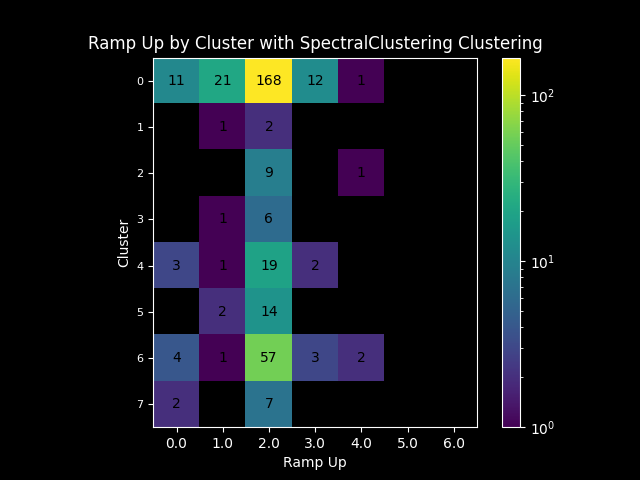 Ramp Up by Cluster with SpectralClustering Clustering
0 11 21 168 12 1
1 1 2
2 9 1
3 1 6
4 3 1 19 2
5 2 14
6 4 1 57 3 2
7 2 7
Cluster
0.0 1.0 2.0 3.0 4.0 5.0 6.0
Ramp Up
10²
10¹
10⁰